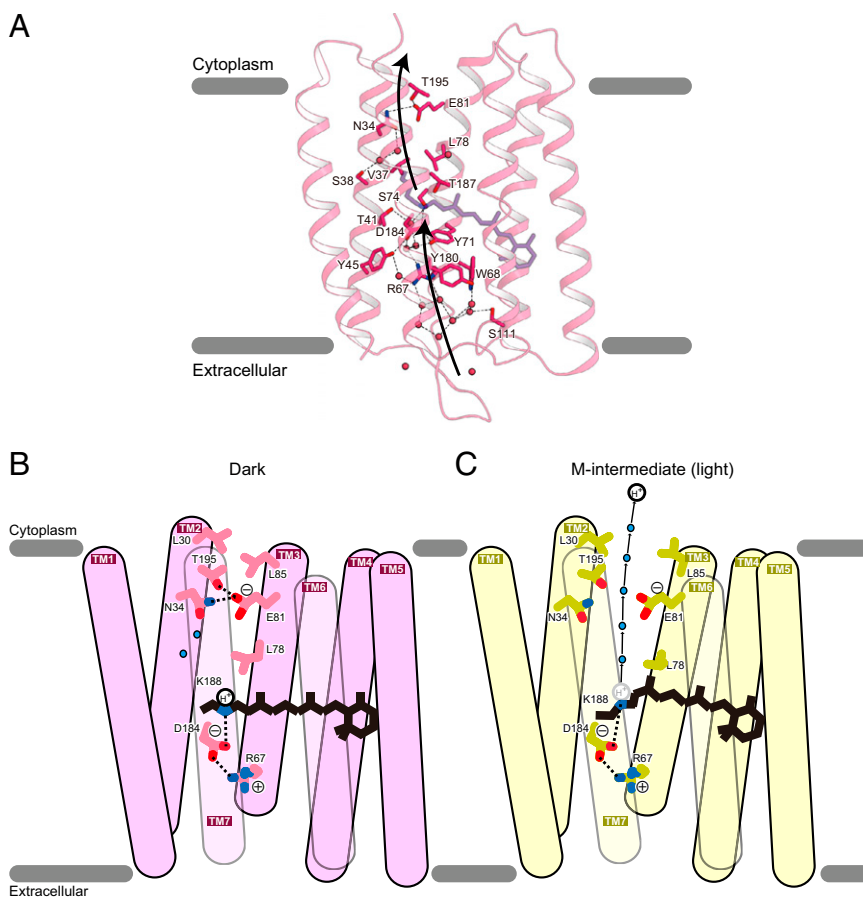 A
Cytoplasm
T195
E81
N34
L78
S38
V37
T187
S74
T41
D184
Y71
Y45
Y180
W68
R67
S111
Extracellular
B
Dark
C
M-intermediate (light)
Cytoplasm
TM1
TM2
L30
T195
TM3
L85
TM4
TM5
TM6
N34
E81
L78
K188
H+
D184
R67
TM7
Extracellular
H+
TM1
TM2
L30
T195
TM3
L85
TM4
TM5
TM6
N34
E81
L78
K188
H+
D184
R67
TM7